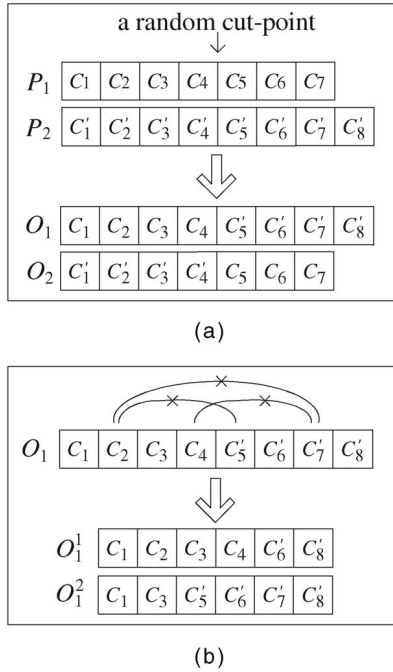 a random cut-point
P₁ C₁ C₂ C₃ C₄ C₅ C₆ C₇
P₂ C′₁ C′₂ C′₃ C′₄ C′₅ C′₆ C′₇ C′₈
O₁ C₁ C₂ C₃ C₄ C′₅ C′₆ C′₇ C′₈
O₂ C′₁ C′₂ C′₃ C′₄ C₅ C₆ C₇
(a)
O₁ C₁ C₂ C₃ C₄ C′₅ C′₆ C′₇ C′₈
O₁¹ C₁ C₂ C₃ C₄ C′₆ C′₈
O₁² C₁ C₃ C′₅ C′₆ C′₇ C′₈
(b)